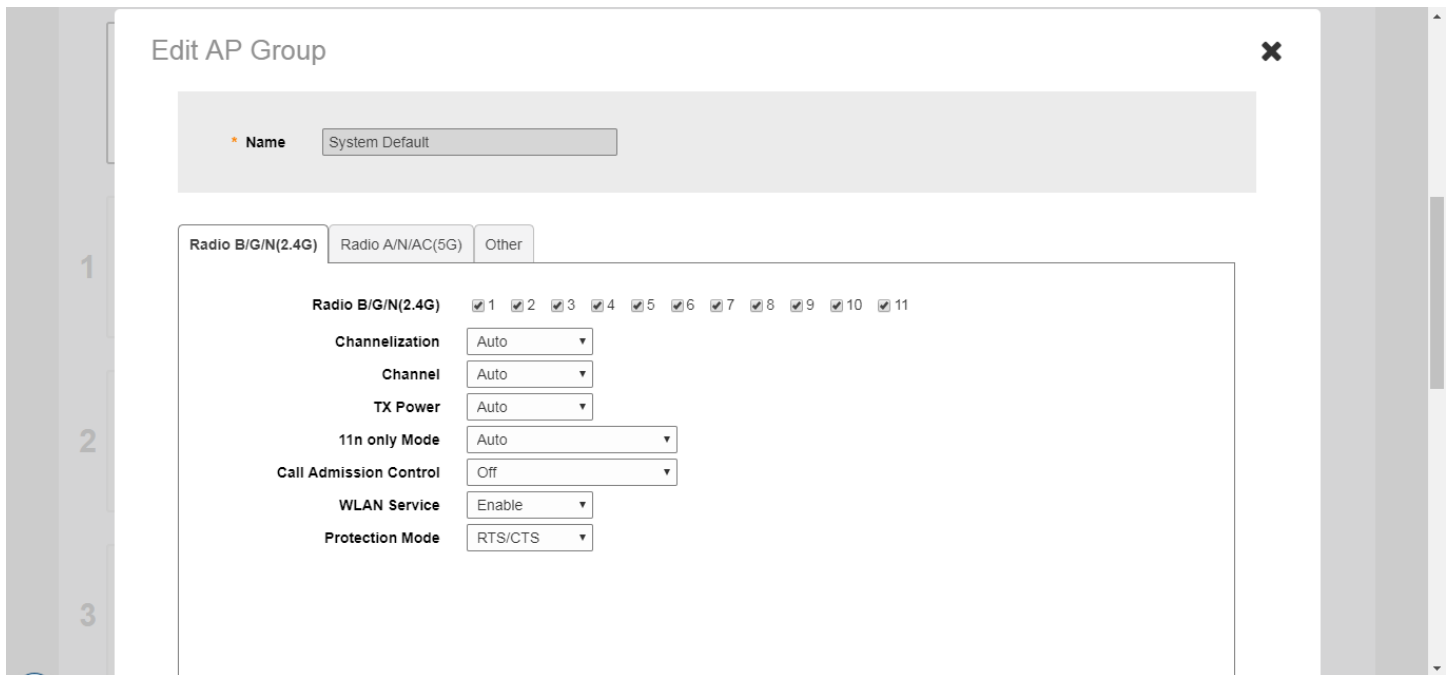 Edit AP Group
✖
* Name System Default
Radio B/G/N(2.4G) Radio A/N/AC(5G) Other
1
Radio B/G/N(2.4G) 1 2 3 4 5 6 7 8 9 10 11
Channelization Auto
Channel Auto
TX Power Auto
11n only Mode Auto
2
Call Admission Control Off
WLAN Service Enable
Protection Mode RTS/CTS
3